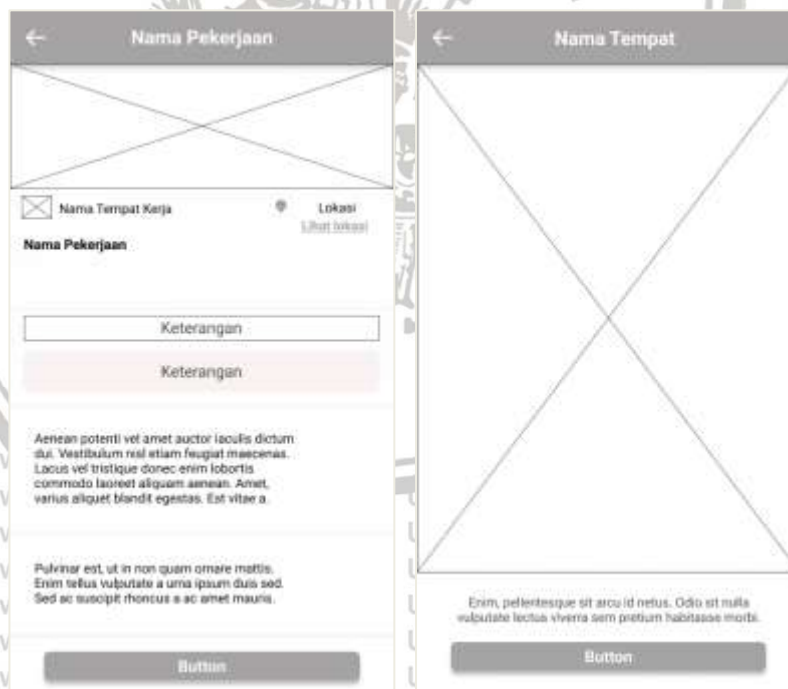 Nama Pekerjaan
Nama Tempat Kerja
Lokasi
Lihat lokasi
Nama Pekerjaan
Keterangan
Keterangan
Aenean potenti vel amet auctor iaculis dictum
dui. Vestibulum nisl etiam feugiat maecenas.
Lacus vel tristique donec enim lobortis
commodo laoreet aliquam aenean. Amet,
varius aliquet blandit egestas. Est vitae a.
Pulvinar est, ut in non quam ornare mattis.
Enim tellus vulputate a urna ipsum duis sed.
Sed ac suscipit rhoncus a ac amet mauris.
Button
Nama Tempat
Enim, pellentesque sit arcu id netus. Odio sit nulla
vulputate lectus viverra sem pretium habitasse morbi.
Button